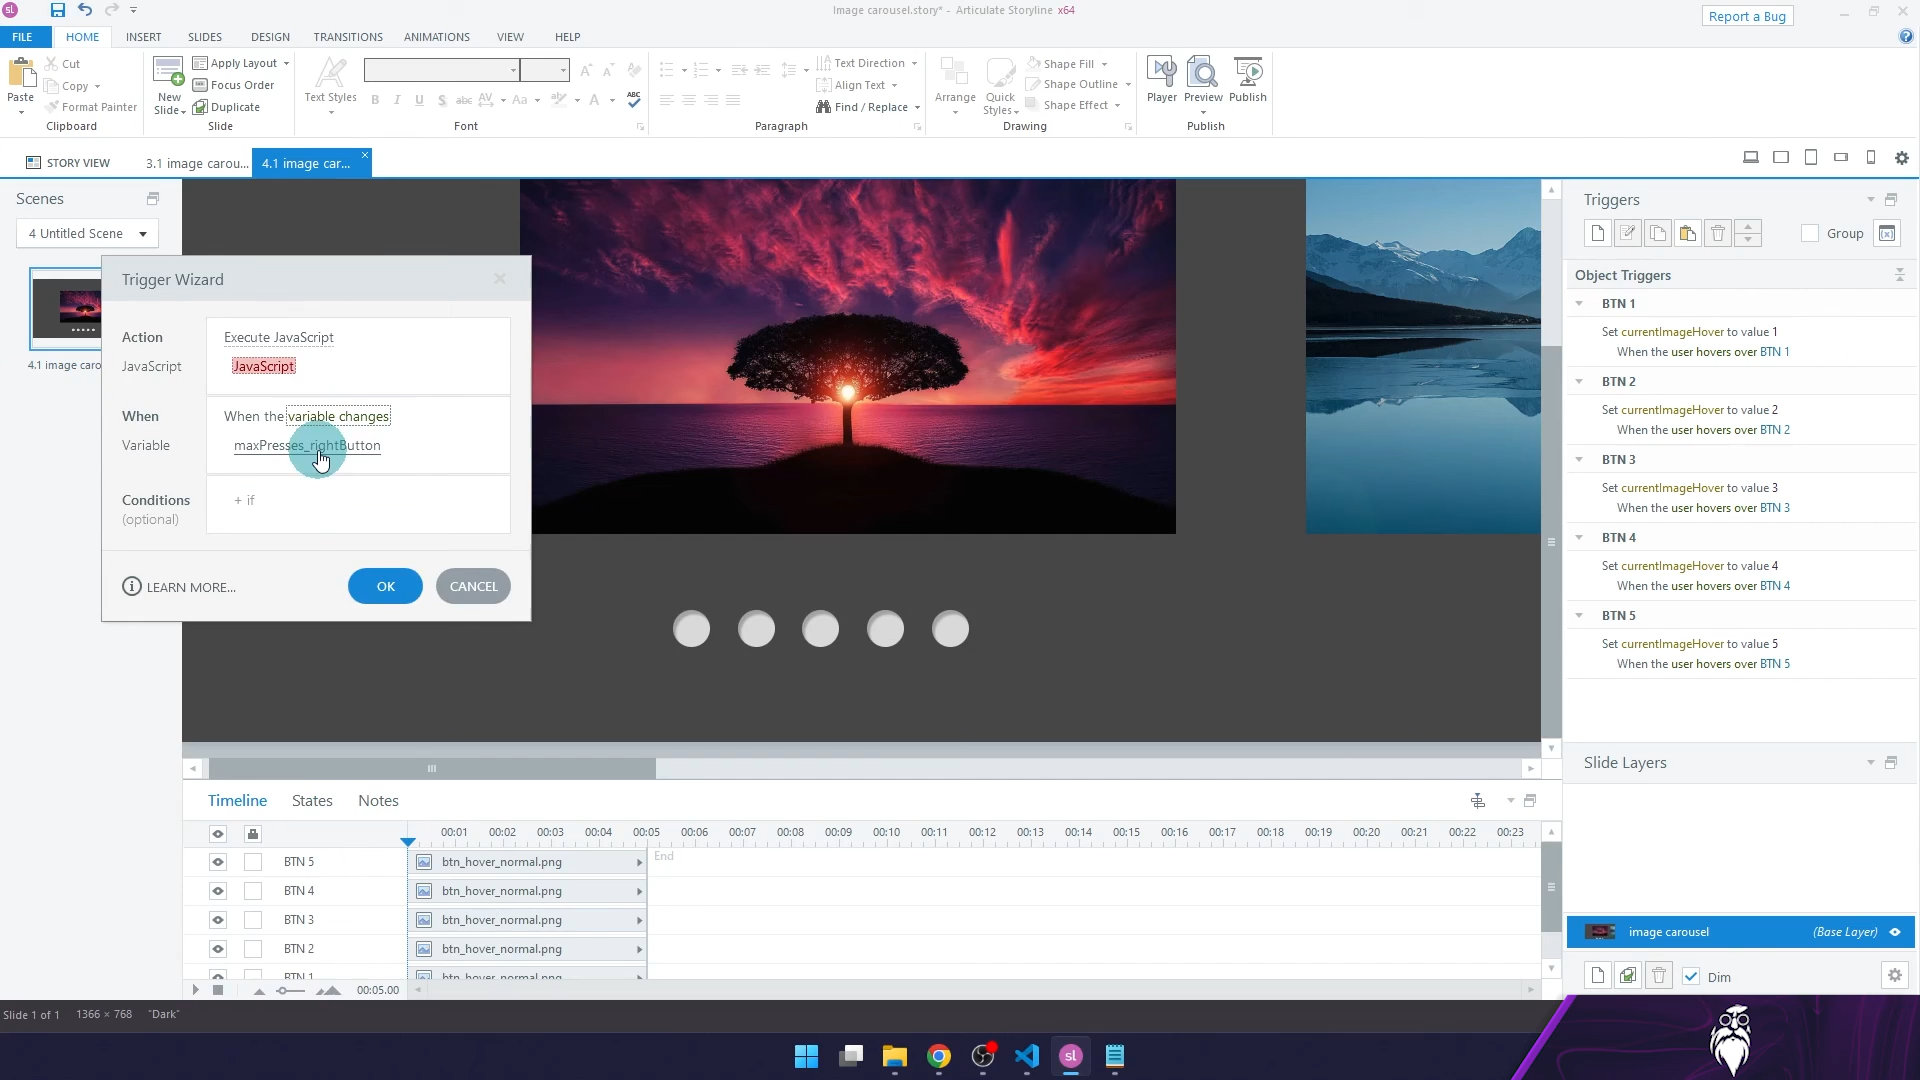 sl
Image carousel.story* - Articulate Storyline x64
Report a Bug
FILE HOME INSERT SLIDES DESIGN TRANSITIONS ANIMATIONS VIEW HELP
Paste
Cut
Copy
Format Painter
Clipboard
New Slide
Apply Layout
Focus Order
Duplicate
Slide
Text Styles
B I U S abc AV Aa A ABC
Font
Text Direction
Align Text
Find / Replace
Paragraph
Arrange
Quick Styles
Shape Fill
Shape Outline
Shape Effect
Drawing
Player Preview Publish
Publish
STORY VIEW
3.1 image carou...
4.1 image car...
Scenes
4 Untitled Scene
4.1 image caro
Trigger Wizard
Action Execute JavaScript
JavaScript JavaScript
When When the variable changes
Variable maxPresses_rightButton
Conditions + if
(optional)
LEARN MORE...
OK
CANCEL
Triggers
Group
Object Triggers
BTN 1
Set currentImageHover to value 1
When the user hovers over BTN 1
BTN 2
Set currentImageHover to value 2
When the user hovers over BTN 2
BTN 3
Set currentImageHover to value 3
When the user hovers over BTN 3
BTN 4
Set currentImageHover to value 4
When the user hovers over BTN 4
BTN 5
Set currentImageHover to value 5
When the user hovers over BTN 5
Slide Layers
image carousel (Base Layer)
Dim
Timeline States Notes
00:01 00:02 00:03 00:04 00:05 00:06 00:07 00:08 00:09 00:10 00:11 00:12 00:13 00:14 00:15 00:16 00:17 00:18 00:19 00:20 00:21 00:22 00:23
BTN 5 btn_hover_normal.png End
BTN 4 btn_hover_normal.png
BTN 3 btn_hover_normal.png
BTN 2 btn_hover_normal.png
BTN 1 btn_hover_normal.png
00:05.00
Slide 1 of 1 1366 × 768 "Dark"
sl